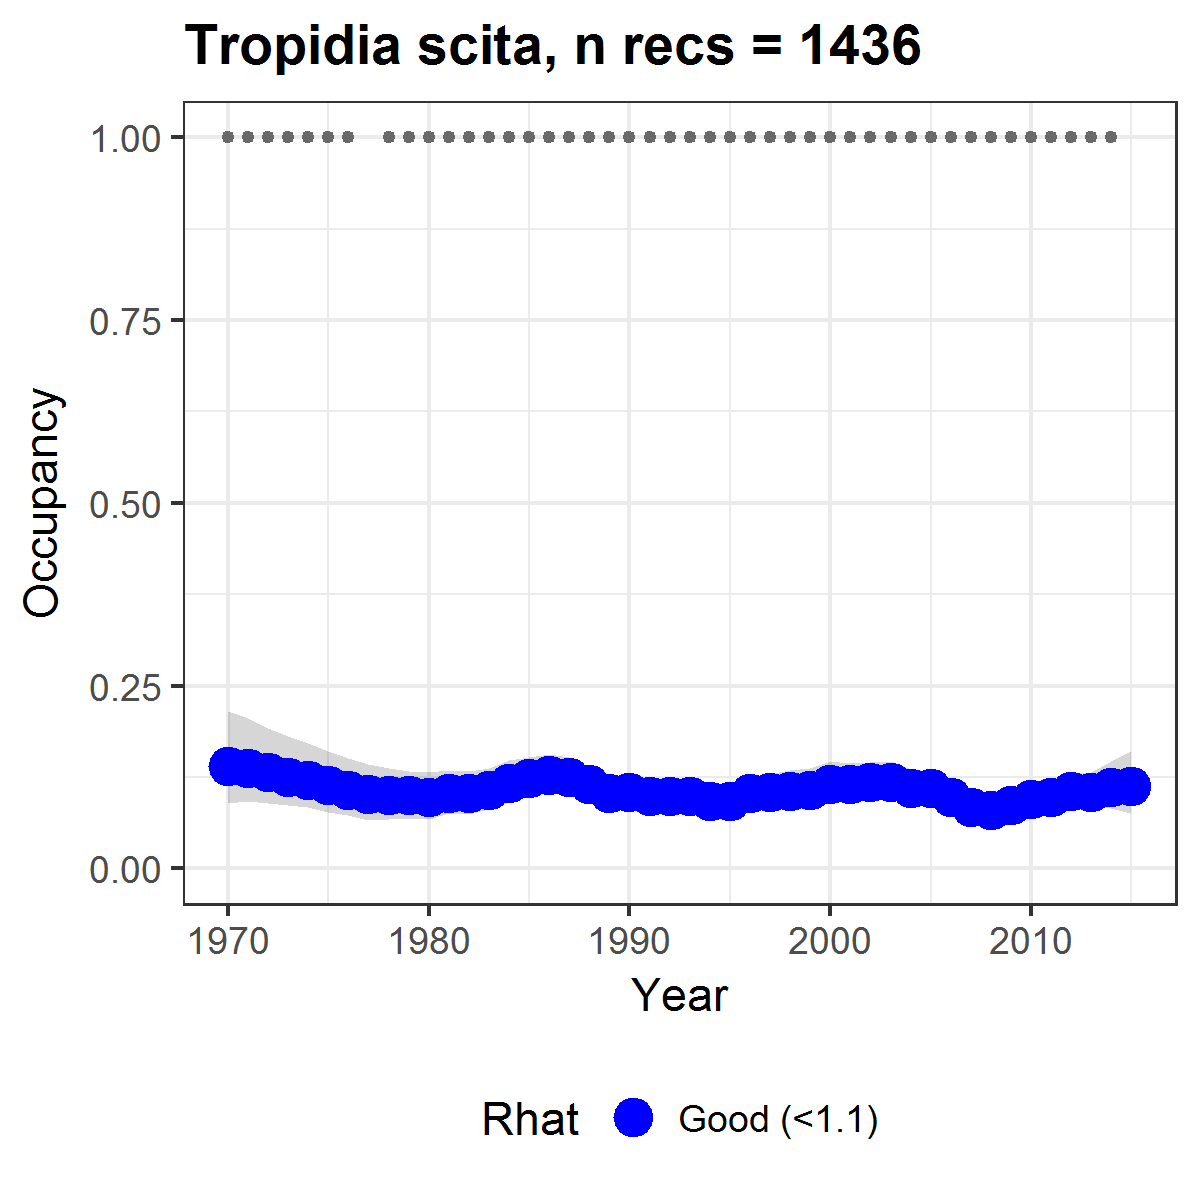 Tropidia scita, n recs = 1436
1.00
0.75
0.50
0.25
0.00
Occupancy
1970 1980 1990 2000 2010
Year
Rhat Good (<1.1)